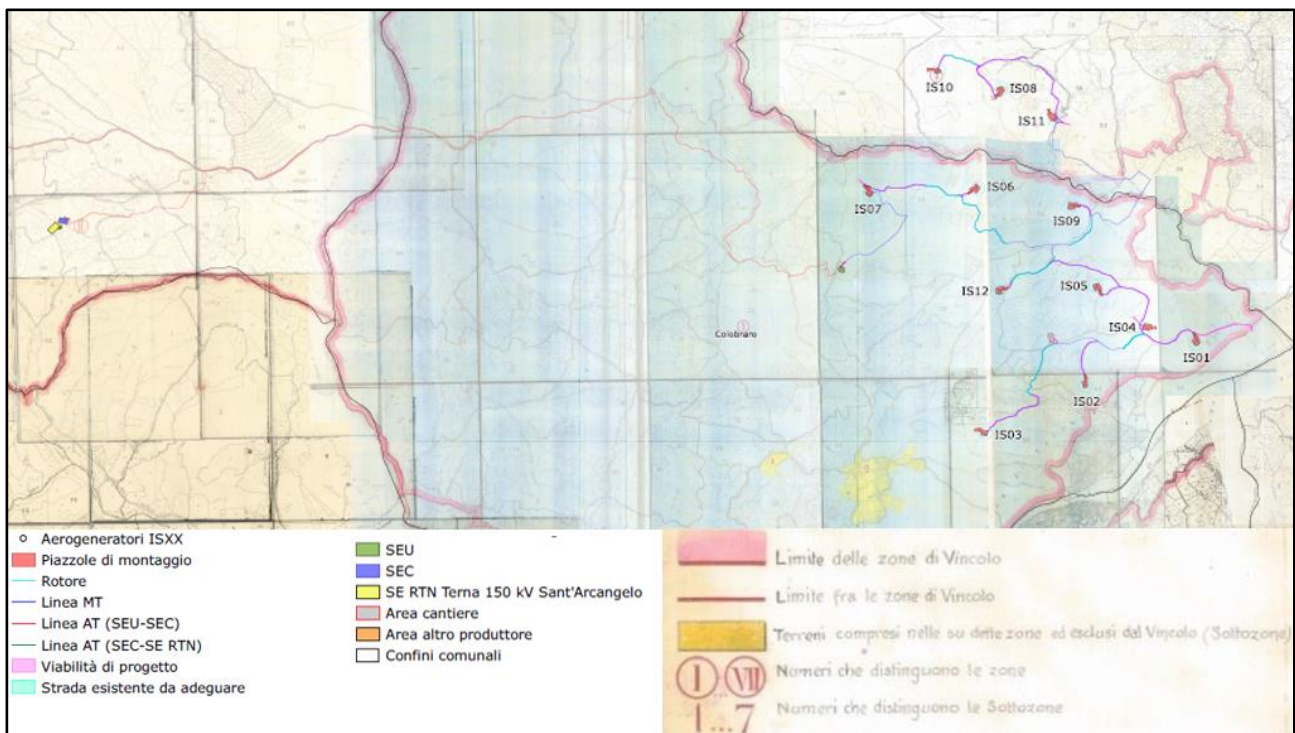 IS10
IS08
IS11
IS07
IS06
IS09
IS12
IS05
IS04
IS01
IS02
IS03
Colobraro
Aerogeneratori ISXX
Piazzole di montaggio
Rotore
Linea MT
Linea AT (SEU-SEC)
Linea AT (SEC-SE RTN)
Viabilità di progetto
Strada esistente da adeguare
SEU
SEC
SE RTN Terna 150 kV Sant'Arcangelo
Area cantiere
Area altro produttore
Confini comunali
Limite delle zone di Vincolo
Limite fra le zone di Vincolo
Terreni compresi nelle su dette zone ed esclusi dal Vincolo (Sottozone)
I ... VII Numeri che distinguono le zone
1 ... 7 Numeri che distinguono le Sottozone